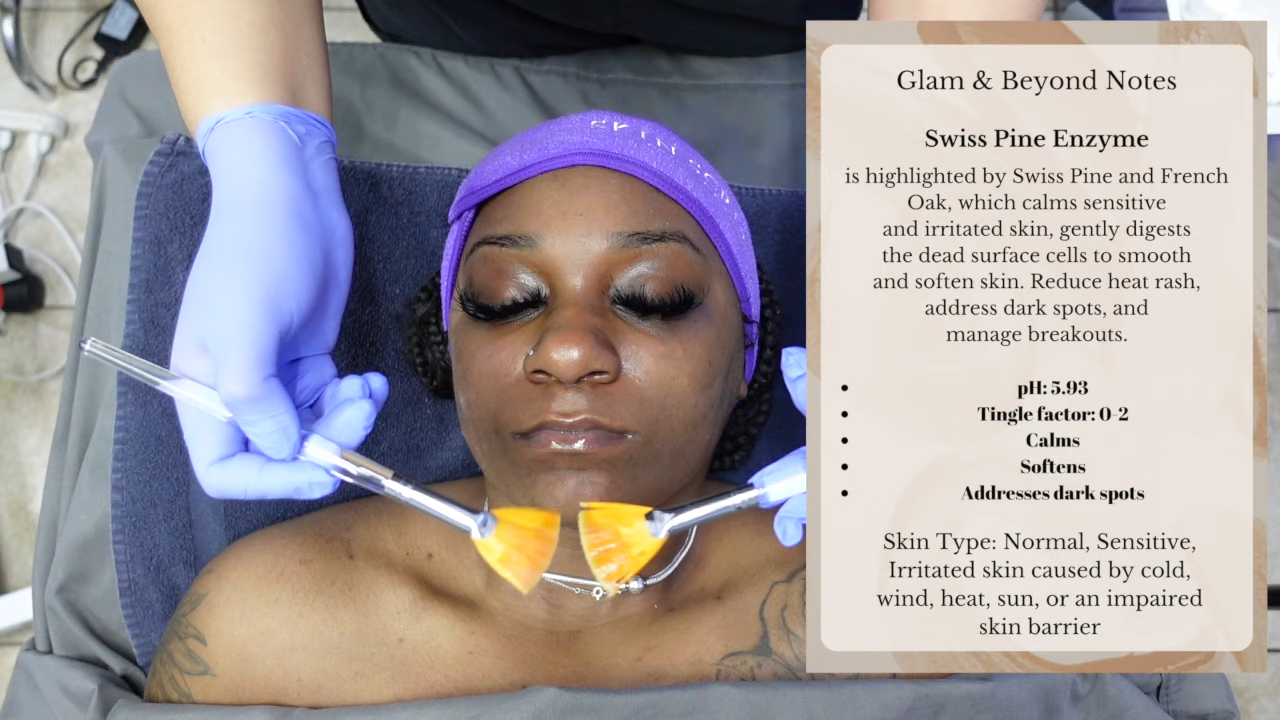 Glam & Beyond Notes
Swiss Pine Enzyme
is highlighted by Swiss Pine and French
Oak, which calms sensitive
and irritated skin, gently digests
the dead surface cells to smooth
and soften skin. Reduce heat rash,
address dark spots, and
manage breakouts.
• pH: 5.93
• Tingle factor: 0-2
• Calms
• Softens
• Addresses dark spots
Skin Type: Normal, Sensitive,
Irritated skin caused by cold,
wind, heat, sun, or an impaired
skin barrier